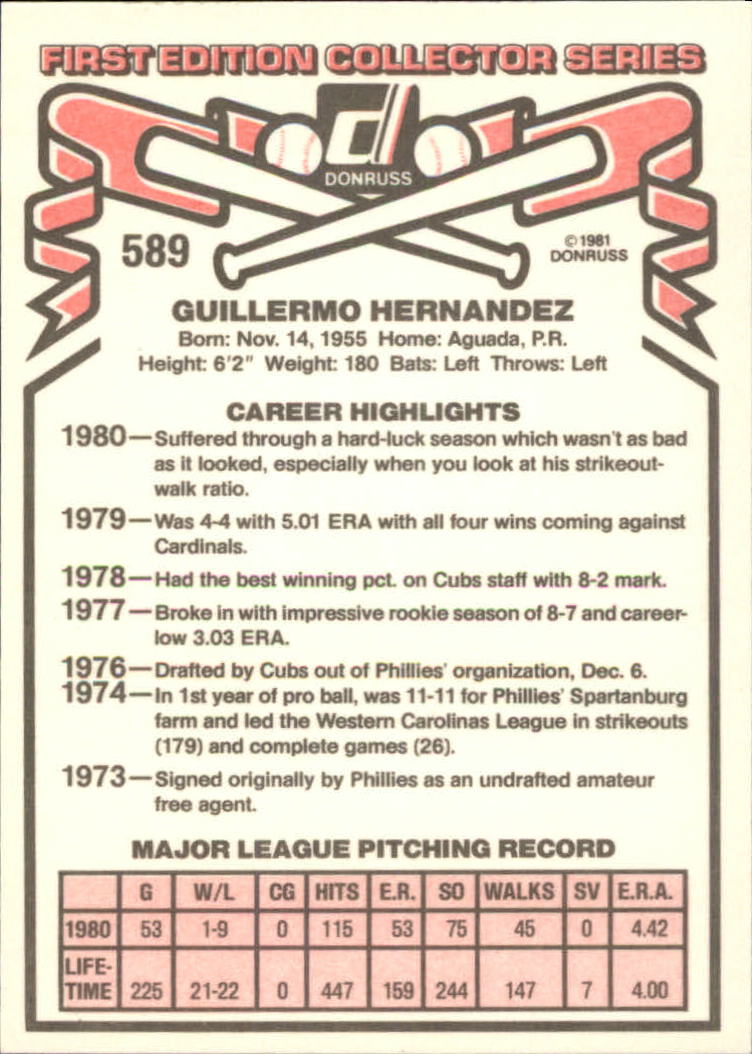 FIRST EDITION COLLECTOR SERIES
d
DONRUSS
589
© 1981
DONRUSS
GUILLERMO HERNANDEZ
Born: Nov. 14, 1955 Home: Aguada, P.R.
Height: 6'2" Weight: 180 Bats: Left Throws: Left
CAREER HIGHLIGHTS
1980—Suffered through a hard-luck season which wasn't as bad
as it looked, especially when you look at his strikeout-
walk ratio.
1979—Was 4-4 with 5.01 ERA with all four wins coming against
Cardinals.
1978—Had the best winning pct. on Cubs staff with 8-2 mark.
1977—Broke in with impressive rookie season of 8-7 and career-
low 3.03 ERA.
1976—Drafted by Cubs out of Phillies' organization, Dec. 6.
1974—In 1st year of pro ball, was 11-11 for Phillies' Spartanburg
farm and led the Western Carolinas League in strikeouts
(179) and complete games (26).
1973—Signed originally by Phillies as an undrafted amateur
free agent.
MAJOR LEAGUE PITCHING RECORD
G W/L CG HITS E.R. SO WALKS SV E.R.A.
1980 53 1-9 0 115 53 75 45 0 4.42
LIFE-
TIME 225 21-22 0 447 159 244 147 7 4.00